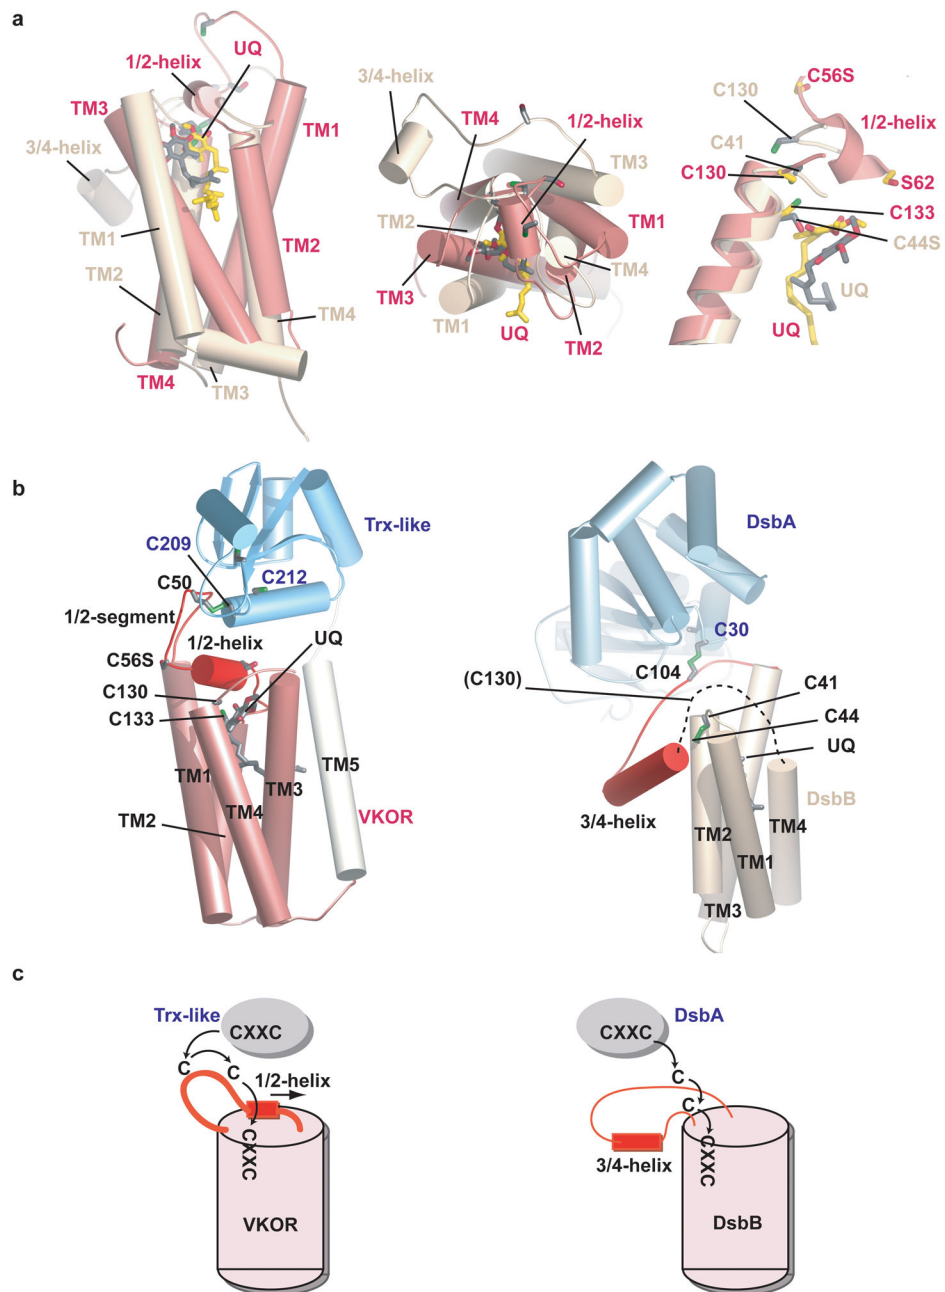 a
UQ
1/2-helix
TM3
TM1
3/4-helix
TM1
TM2
TM2
TM4
TM4
TM3
3/4-helix
TM4
1/2-helix
TM3
TM2
TM1
TM4
TM3
TM1
UQ
TM2
C56S
C130
1/2-helix
C41
C130
S62
C133
C44S
UQ
UQ
b
Trx-like
C209
C50
C212
1/2-segment
1/2-helix
UQ
C56S
C130
C133
TM1
TM3
TM5
TM4
TM2
VKOR
DsbA
C30
C104
(C130)
C41
C44
UQ
DsbB
3/4-helix
TM2
TM4
TM1
TM3
c
Trx-like
CXXC
C
C
1/2-helix
CXXC
VKOR
DsbA
CXXC
C
C
CXXC
3/4-helix
DsbB